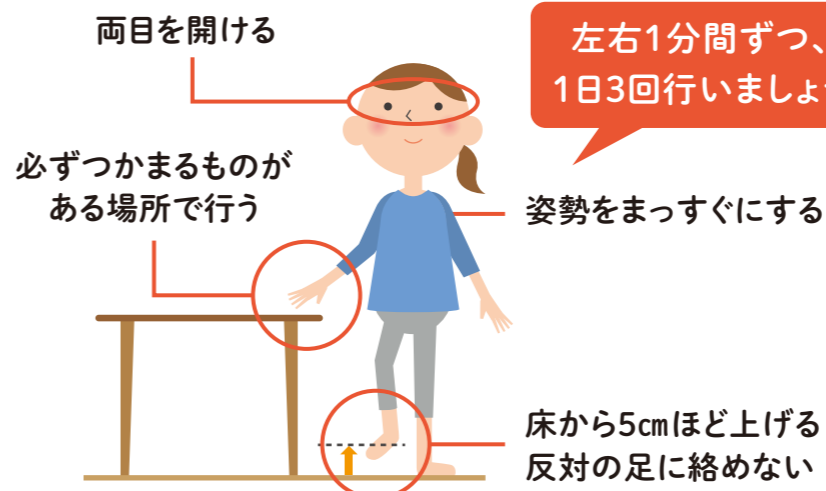 両目を開ける
左右1分間ずつ、
1日3回行いましょ
必ずつかまるものが
ある場所で行う
姿勢をまっすぐにする
床から5㎝ほど上げる
反対の足に絡めない